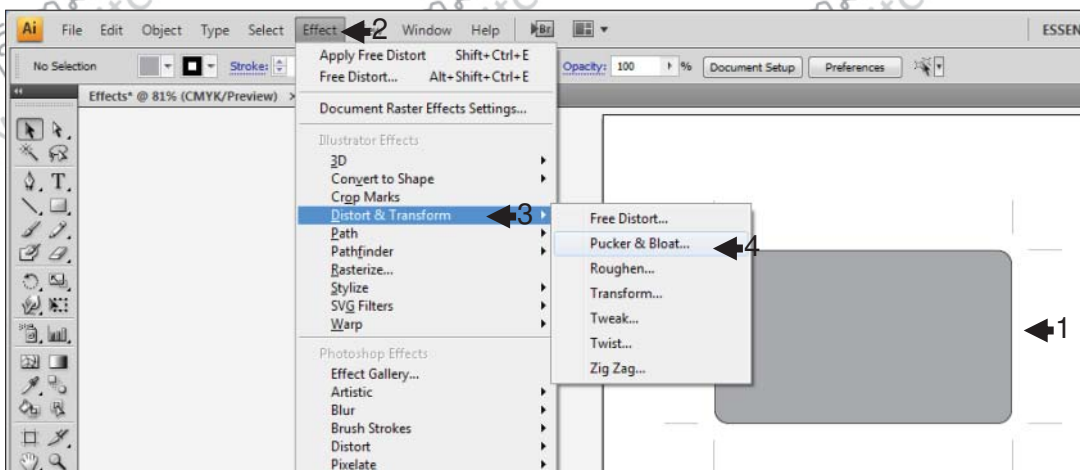 Ai File Edit Object Type Select Effect 2 Window Help Br ESSEN
No Selection Stroke: Opacity: 100 % Document Setup Preferences
Effects* @ 81% (CMYK/Preview) ×
Apply Free Distort Shift+Ctrl+E
Free Distort... Alt+Shift+Ctrl+E
Document Raster Effects Settings...
Illustrator Effects
3D
Convert to Shape
Crop Marks
Distort & Transform 3
Path
Pathfinder
Rasterize...
Stylize
SVG Filters
Warp
Photoshop Effects
Effect Gallery...
Artistic
Blur
Brush Strokes
Distort
Pixelate
Free Distort...
Pucker & Bloat... 4
Roughen...
Transform...
Tweak...
Twist...
Zig Zag...
1